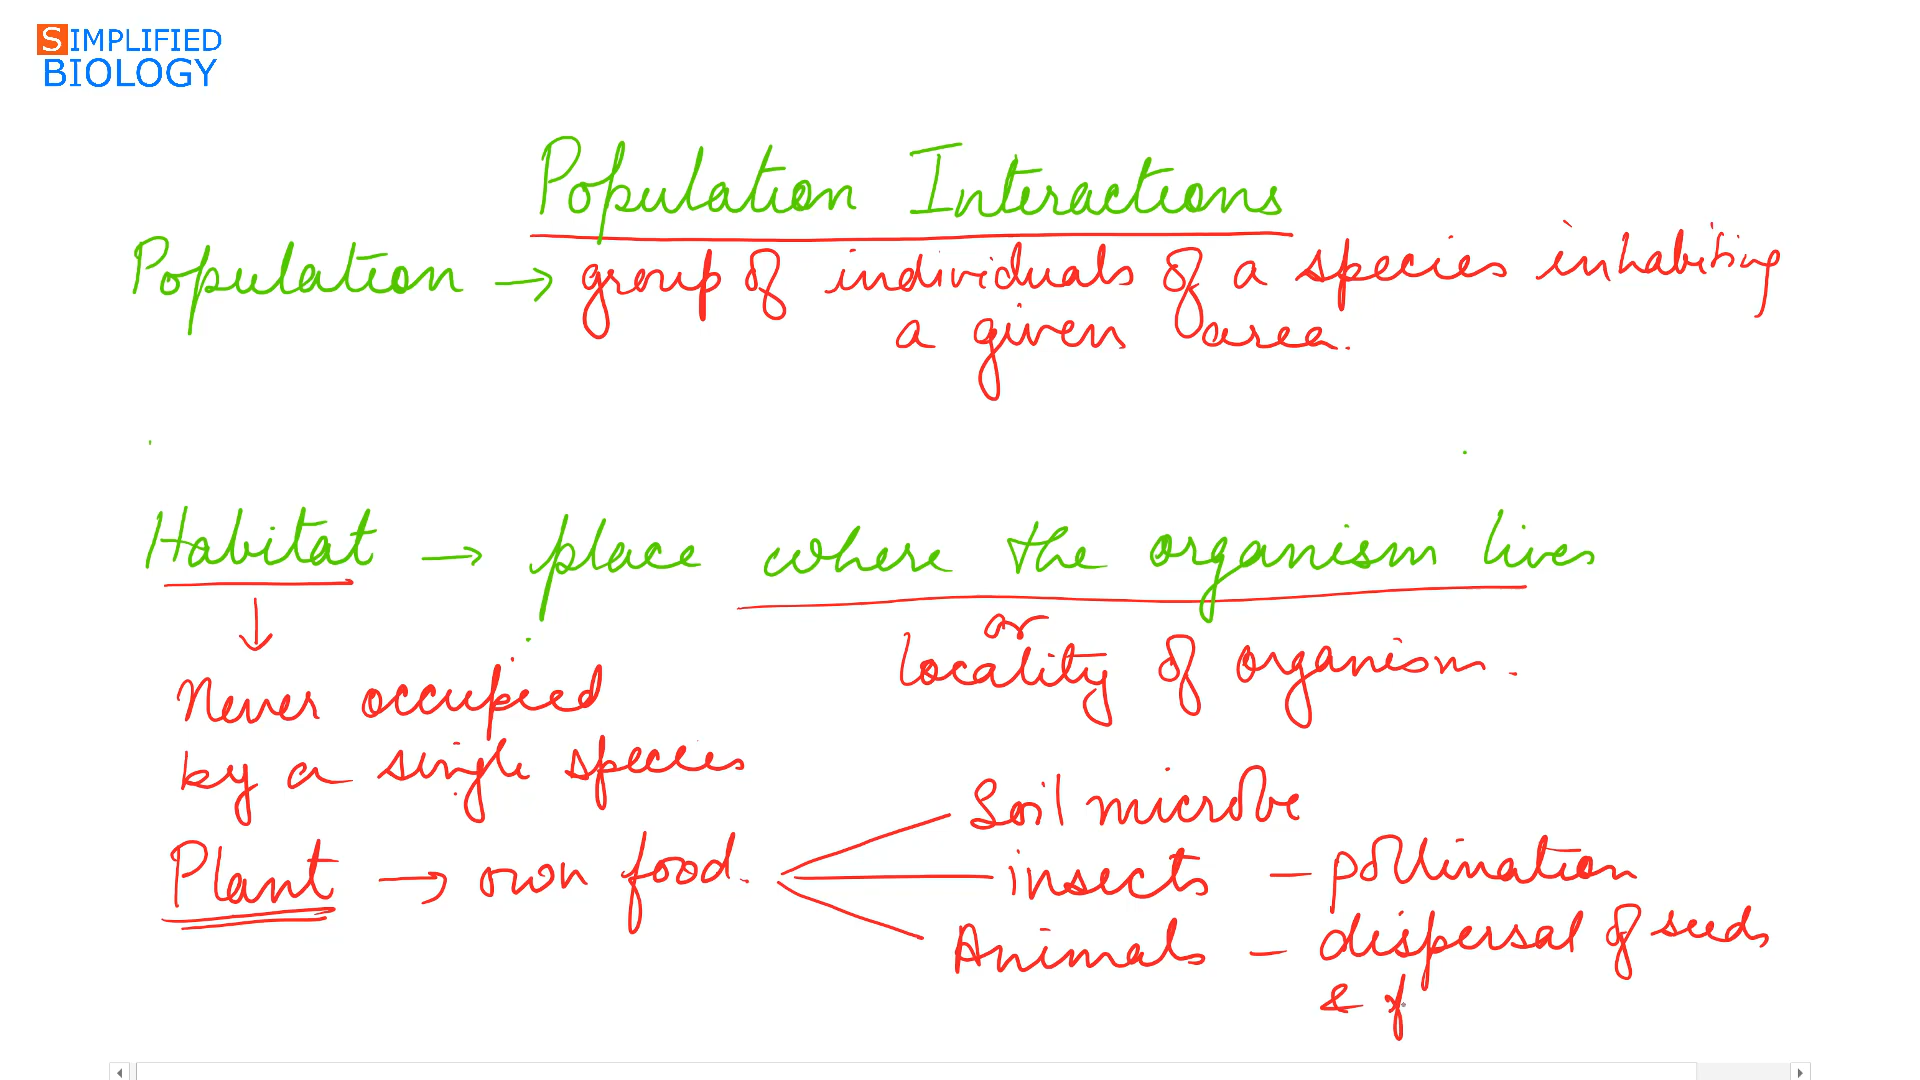 SIMPLIFIED
BIOLOGY
Population Interactions
Population → group of individuals of a species inhabiting
a given area.
Habitat → place where the organism lives
or
locality of organism.
Never occupied
by a single species
Soil microbe
Plant → own food. insects – pollination
Animals – dispersal of seeds
&